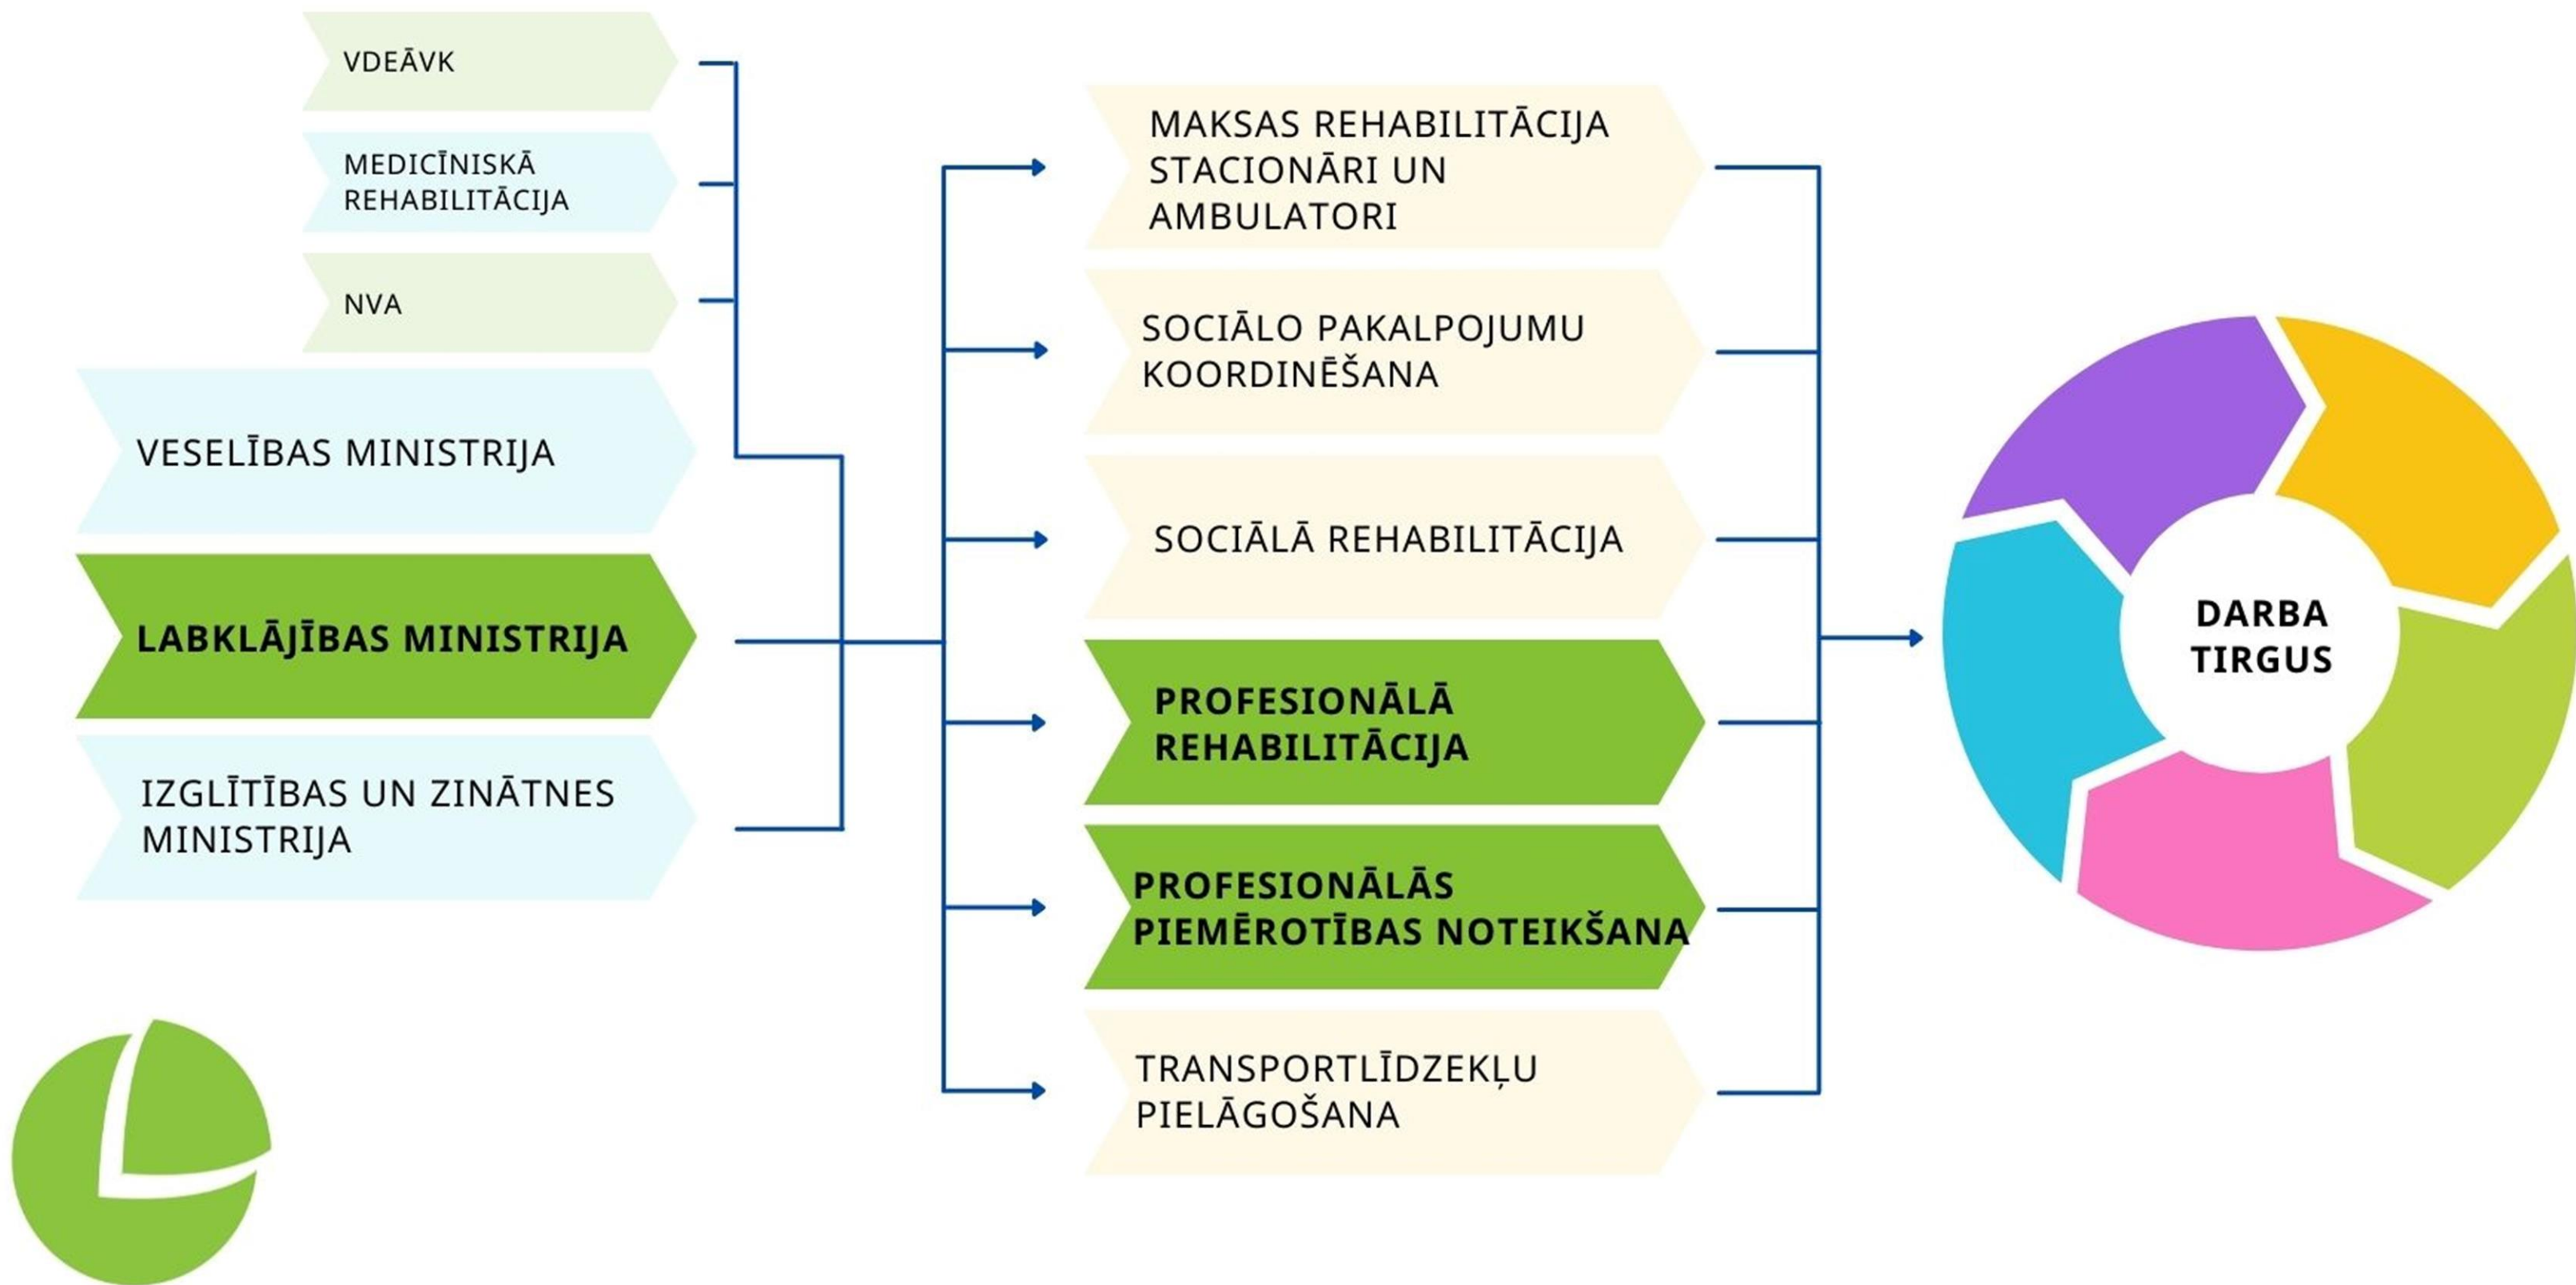 VDEĀVK
MEDICĪNISKĀ
REHABILITĀCIJA
NVA
VESELĪBAS MINISTRIJA
LABKLĀJĪBAS MINISTRIJA
IZGLĪTĪBAS UN ZINĀTNES
MINISTRIJA
MAKSAS REHABILITĀCIJA
STACIONĀRI UN
AMBULATORI
SOCIĀLO PAKALPOJUMU
KOORDINĒŠANA
SOCIĀLĀ REHABILITĀCIJA
PROFESIONĀLĀ
REHABILITĀCIJA
PROFESIONĀLĀS
PIEMĒROTĪBAS NOTEIKŠANA
TRANSPORTLĪDZEKĻU
PIELĀGOŠANA
DARBA
TIRGUS